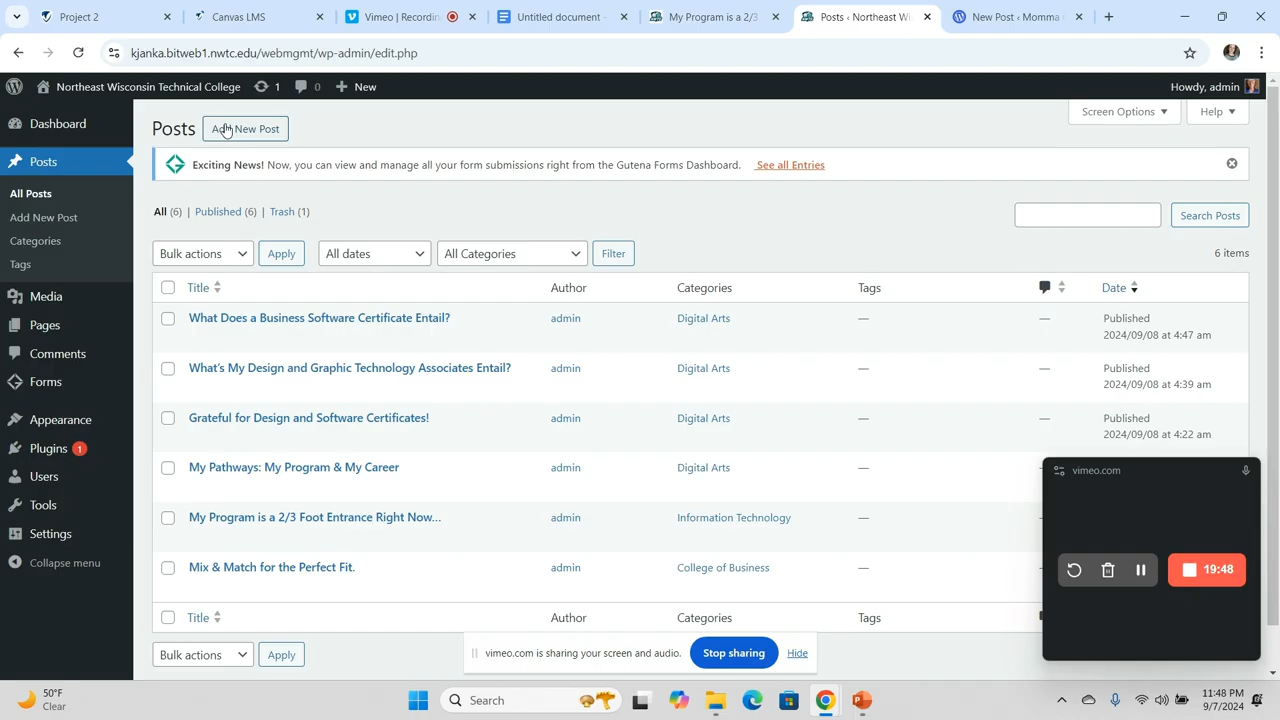 Project 2
Canvas LMS
Vimeo | Recordin
Untitled document -
My Program is a 2/3
Posts ‹ Northeast Wi
New Post ‹ Momma
kjanka.bitweb1.nwtc.edu/webmgmt/wp-admin/edit.php
Northeast Wisconsin Technical College
1
0
New
Howdy, admin
Dashboard
Posts
All Posts
Add New Post
Categories
Tags
Media
Pages
Comments
Forms
Appearance
Plugins 1
Users
Tools
Settings
Collapse menu
Posts
Add New Post
Screen Options
Help
Exciting News! Now, you can view and manage all your form submissions right from the Gutena Forms Dashboard. See all Entries
All (6) | Published (6) | Trash (1)
Search Posts
Bulk actions
Apply
All dates
All Categories
Filter
6 items
Title
Author
Categories
Tags
Date
What Does a Business Software Certificate Entail?
admin
Digital Arts
—
—
Published
2024/09/08 at 4:47 am
What's My Design and Graphic Technology Associates Entail?
admin
Digital Arts
—
—
Published
2024/09/08 at 4:39 am
Grateful for Design and Software Certificates!
admin
Digital Arts
—
—
Published
2024/09/08 at 4:22 am
My Pathways: My Program & My Career
admin
Digital Arts
—
My Program is a 2/3 Foot Entrance Right Now…
admin
Information Technology
—
Mix & Match for the Perfect Fit.
admin
College of Business
—
Title
Author
Categories
Tags
Bulk actions
Apply
vimeo.com
19:48
vimeo.com is sharing your screen and audio.
Stop sharing
Hide
50°F
Clear
Search
11:48 PM
9/7/2024